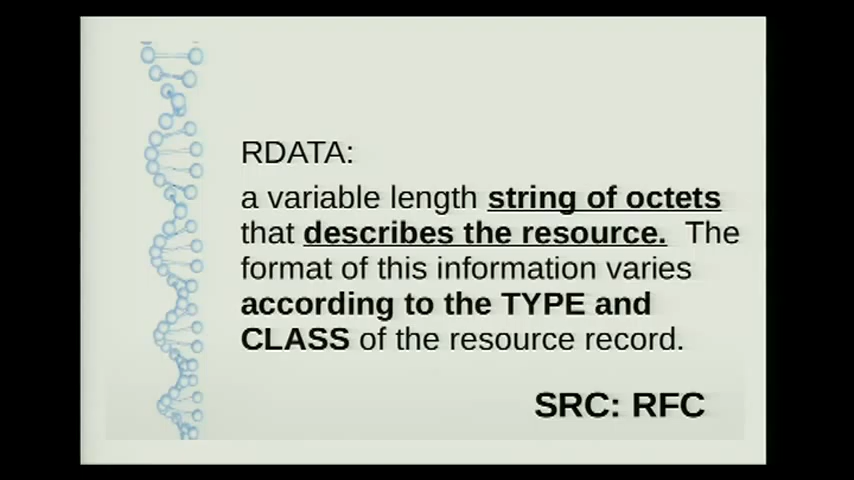 RDATA:
a variable length string of octets
that describes the resource. The
format of this information varies
according to the TYPE and
CLASS of the resource record.
SRC: RFC